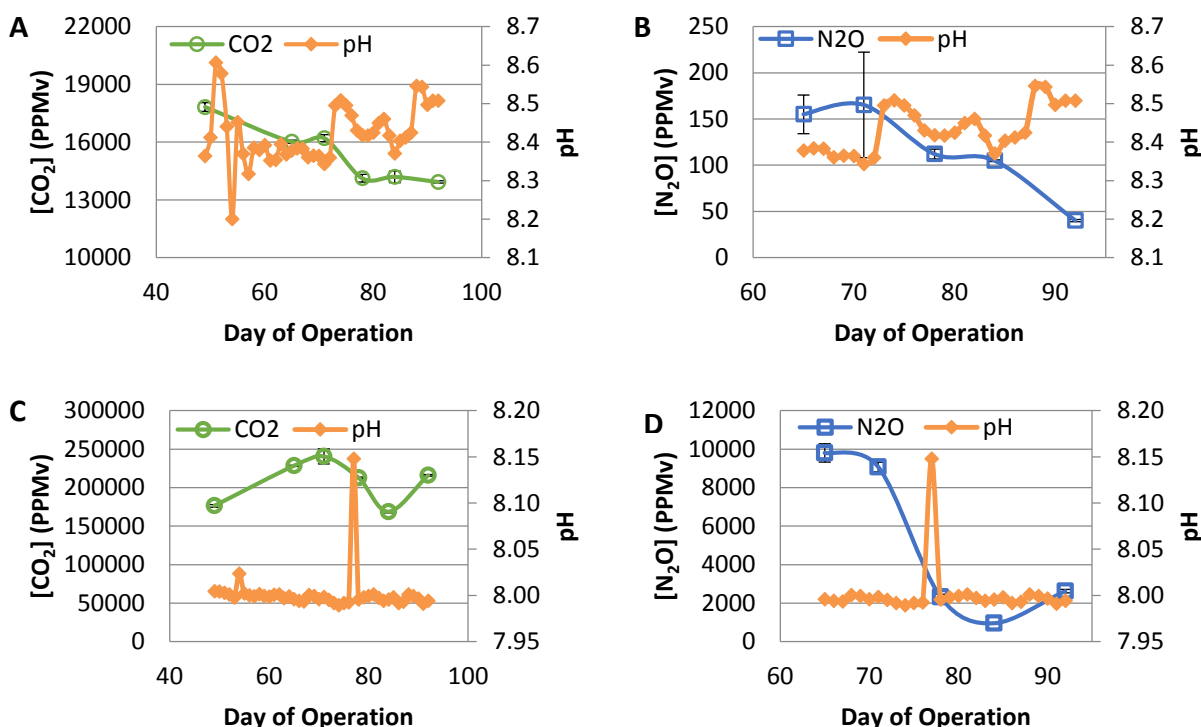 A
CO2 pH
[CO₂] (PPMv)
22000
19000
16000
13000
10000
8.7
8.6
8.5
8.4
8.3
8.2
8.1
pH
40 60 80 100
Day of Operation
B
N2O pH
[N₂O] (PPMv)
250
200
150
100
50
0
8.7
8.6
8.5
8.4
8.3
8.2
8.1
pH
60 70 80 90
Day of Operation
C
CO2 pH
[CO₂] (PPMv)
300000
250000
200000
150000
100000
50000
0
8.20
8.15
8.10
8.05
8.00
7.95
pH
40 60 80 100
Day of Operation
D
N2O pH
[N₂O] (PPMv)
12000
10000
8000
6000
4000
2000
0
8.20
8.15
8.10
8.05
8.00
7.95
pH
60 70 80 90
Day of Operation